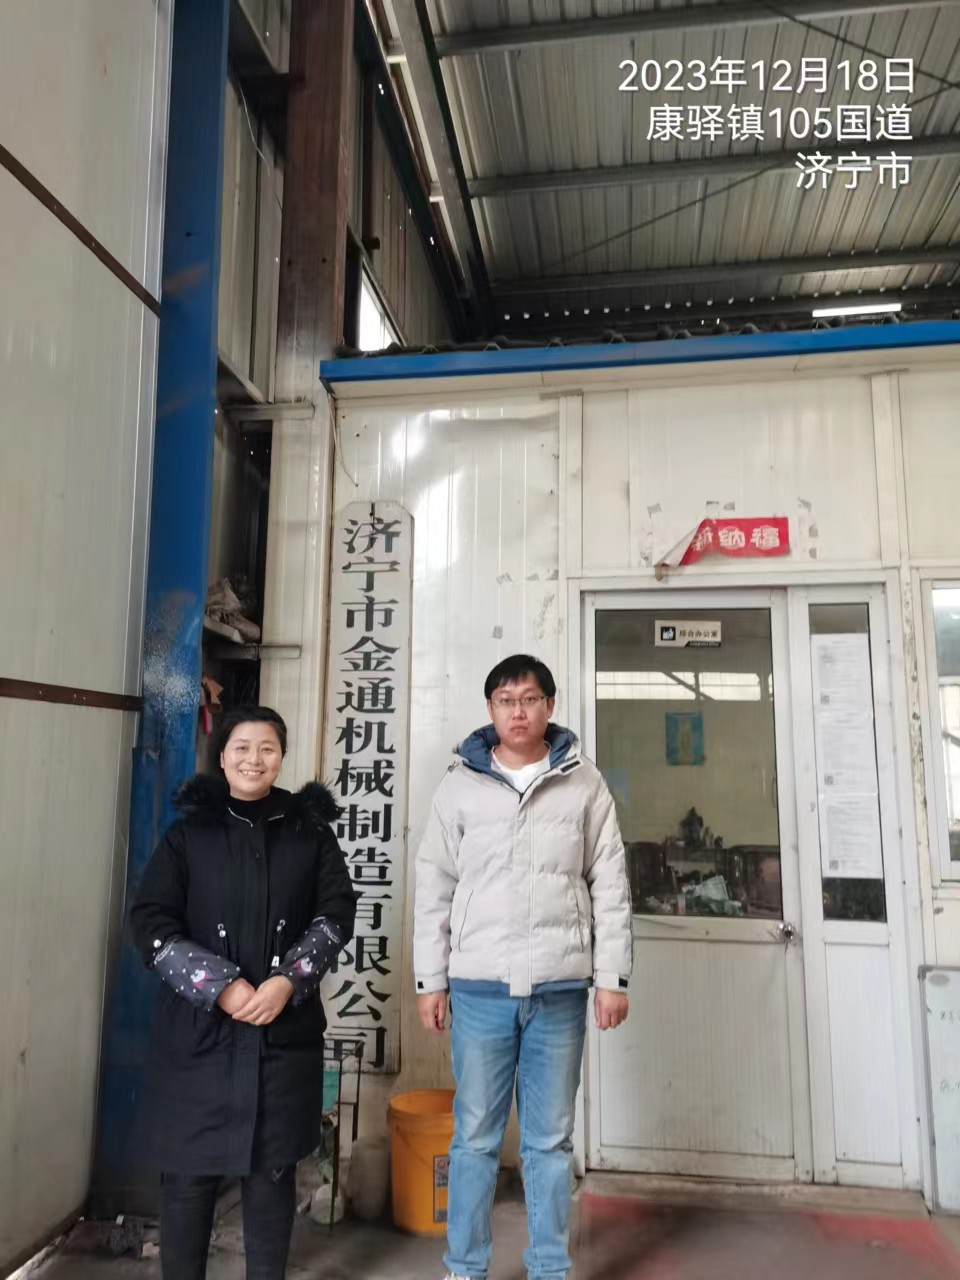 2023年12月18日
康驿镇105国道
济宁市
济宁市金通机械制造有限公司
新纳福
综合办公室